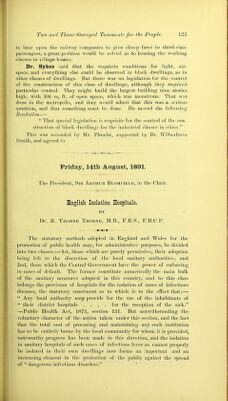 Two and Three-Storeyed Tenements for the People. 123
to bear upon the railway companies to give cheap fares to third-class
passengers, a great problem would be solved as to housing the working
classes in village homes.
Dr. Sykes said that the requisite conditions for light, air-
space, and everything else could be observed in block dwellings, as in
other classes of dwellings. But there was no legislation for the control
of the construction of this class of dwellings, although they required
particular control. They might build the largest building nine stories
high, with 300 sq. ft. of open space, which was monstrous. That was
done in the metropolis, and they would admit that this was a serious
question, and that something must be done. He moved the following
Resolution.—
"That special legislation is requisite for the control of the con-
struction of block dwellings for the industrial classes in cities."
This was seconded by Mr. Plumbe, supported by Dr. Wilberforce
Smith, and agreed to.
Friday, 14th August, 1891.
The President, Sir Arthur Blomfield, in the Chair.
English Isolation Hospitals.
BY
Dr. R. Thorne Thorne, M.B., F.R.S., F.R.C.P.
The statutory methods adopted in England and Wales for the
promotion of public health may, for administrative purposes, be divided
into two classes—1st, those which are purely permissive, their adoption
being left to the discretion of the local sanitary authorities; and
2nd, those which the Central Government have the power of enforcing
in cases of default. The former constitute numerically the main bulk
of the sanitary measures adopted in this country, and to this class
belongs the provision of hospitals for the isolation of cases of infectious
diseases, the statutory enactment as to which is to the effect that:—
"Any local authority may provide for the use of the inhabitants of
"their district hospitals . . . . for the reception of the sick."
—Public Health Act, 1875, section 131. But notwithstanding the
voluntary character of the action taken under this section, and the fact
that the total cost of procuring and maintaining any such institution
has to be entirely borne by the local community for whom it is provided,
noteworthy progress has been made in this direction, and the isolation
in sanitary hospitals of such cases of infectious fever as cannot properly
be isolated in their own dwellings now forms an important and an
increasing element in the protection of the public against the spread
of "dangerous infectious disorders."